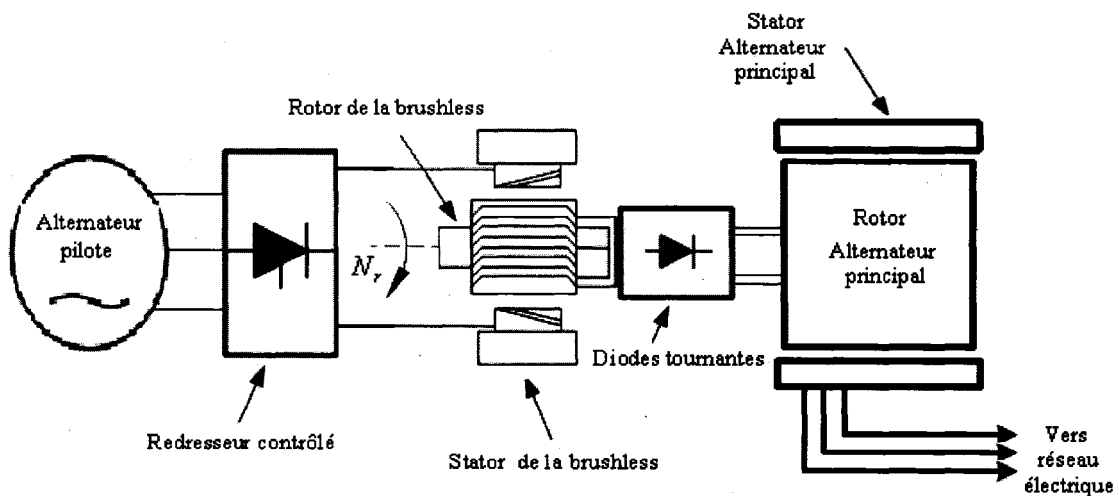 Stator
Alternateur
principal
Rotor de la brushless
Alternateur
pilote
N_r
Rotor
Alternateur
principal
Diodes tournantes
Redresseur contrôlé
Stator de la brushless
Vers
réseau
électrique